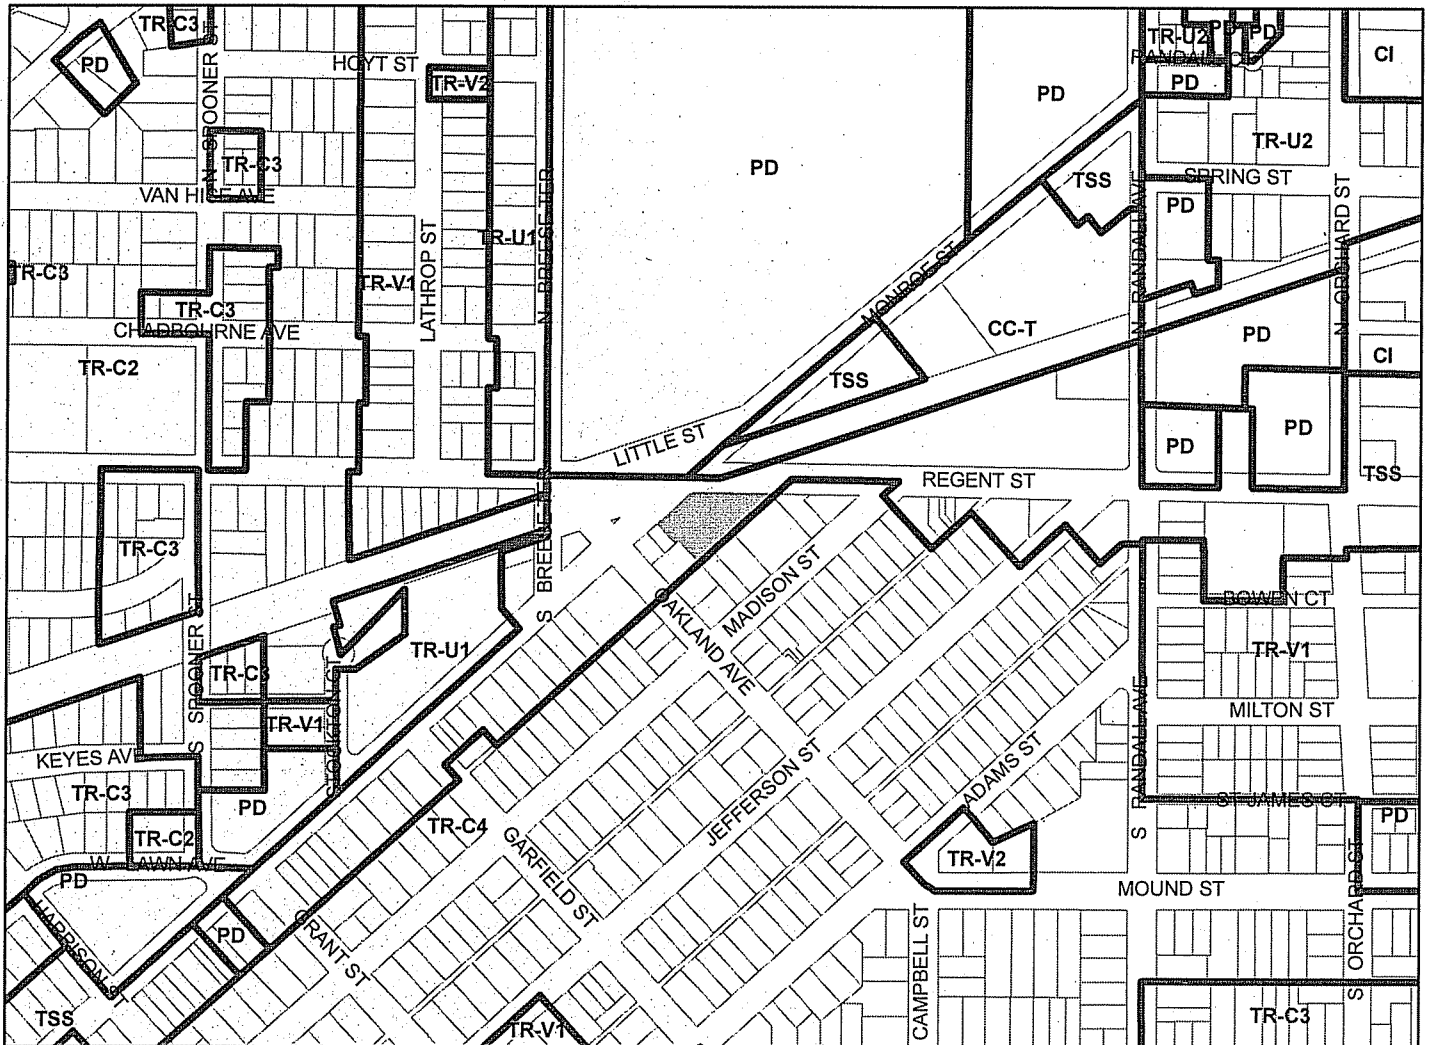 TR-C3
PD
N SPOONER ST
HOYT ST
TR-V2
TR-U2
PD
PD
CI
PD
PD
TR-U2
PD
TR-C3
VAN HISE AVE
TSS
SPRING ST
PD
N BREESE TER
TR-U1
LATHROP ST
N RANDALL AVE
N ORCHARD ST
TR-C3
TR-V1
TR-C3
CHADBOURNE AVE
MONROE ST
CC-T
PD
CI
TR-C2
TSS
PD
PD
LITTLE ST
REGENT ST
TSS
TR-C3
S BREESE TER
MADISON ST
BOWEN CT
OAKLAND AVE
TR-U1
TR-V1
S SPOONER ST
TR-C3
STOCKTON CT
TR-V1
MILTON ST
S RANDALL AVE
KEYES AVE
TR-C3
PD
JEFFERSON ST
ADAMS ST
ST JAMES CT
PD
TR-C2
TR-C4
GARFIELD ST
TR-V2
W LAWN AVE
PD
MOUND ST
HARRISON ST
PD
GRANT ST
CAMPBELL ST
S ORCHARD ST
TSS
TR-V1
TR-C3